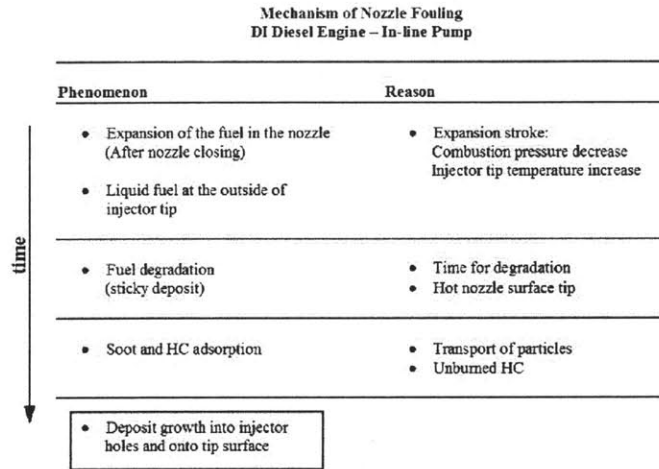 Mechanism of Nozzle Fouling
DI Diesel Engine – In-line Pump
Phenomenon Reason
• Expansion of the fuel in the nozzle
(After nozzle closing)
• Liquid fuel at the outside of
injector tip
• Expansion stroke:
Combustion pressure decrease
Injector tip temperature increase
time
• Fuel degradation
(sticky deposit)
• Time for degradation
• Hot nozzle surface tip
• Soot and HC adsorption
• Transport of particles
• Unburned HC
• Deposit growth into injector
holes and onto tip surface